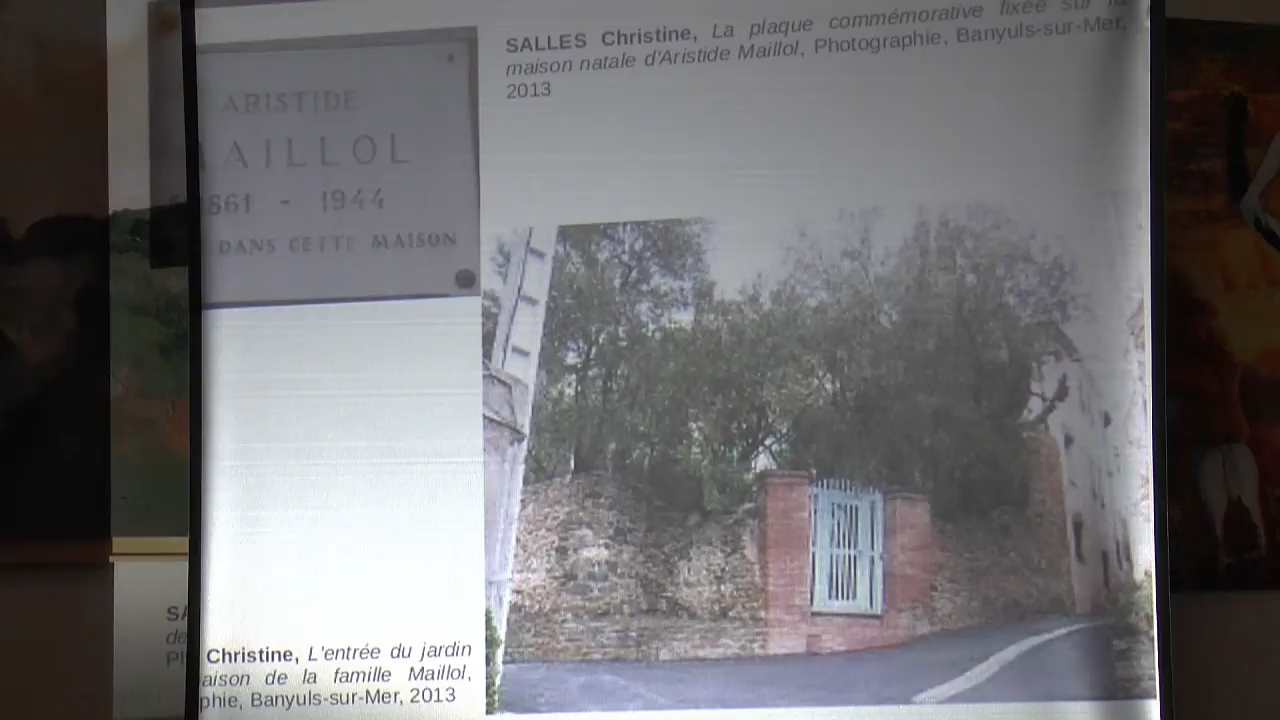 ARISTIDE
MAILLOL
1861 - 1944
DANS CETTE MAISON
SALLES Christine, La plaque commémorative fixée sur la
maison natale d'Aristide Maillol, Photographie, Banyuls-sur-Mer,
2013
Christine, L'entrée du jardin
aison de la famille Maillol,
phie, Banyuls-sur-Mer, 2013